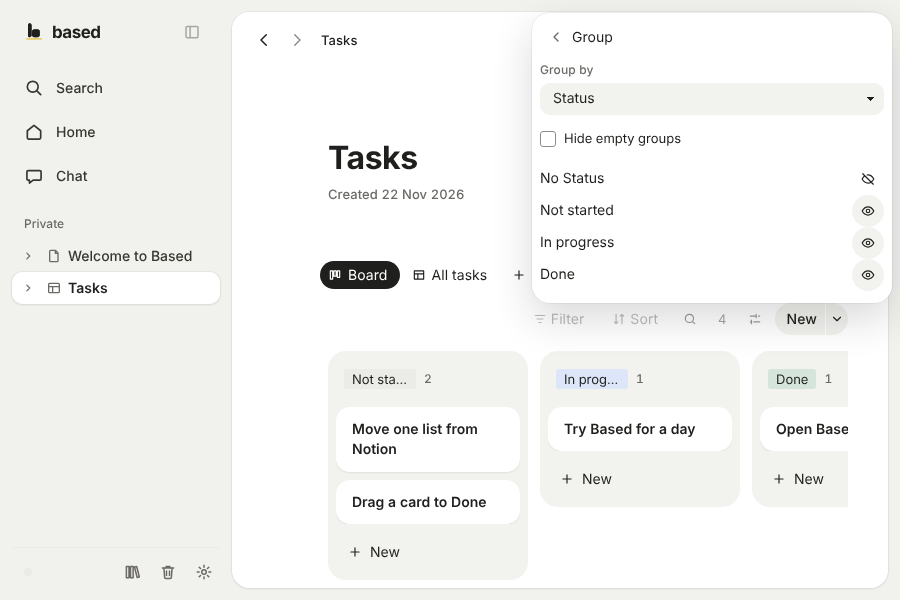 based
Search
Home
Chat
Private
Welcome to Based
Tasks
Tasks
Tasks
Created 22 Nov 2026
Board
All tasks
Group
Group by
Status
Hide empty groups
No Status
Not started
In progress
Done
Filter
Sort
4
New
Not sta...
2
Move one list from
Notion
Drag a card to Done
New
In prog...
1
Try Based for a day
New
Done
1
Open Base
New